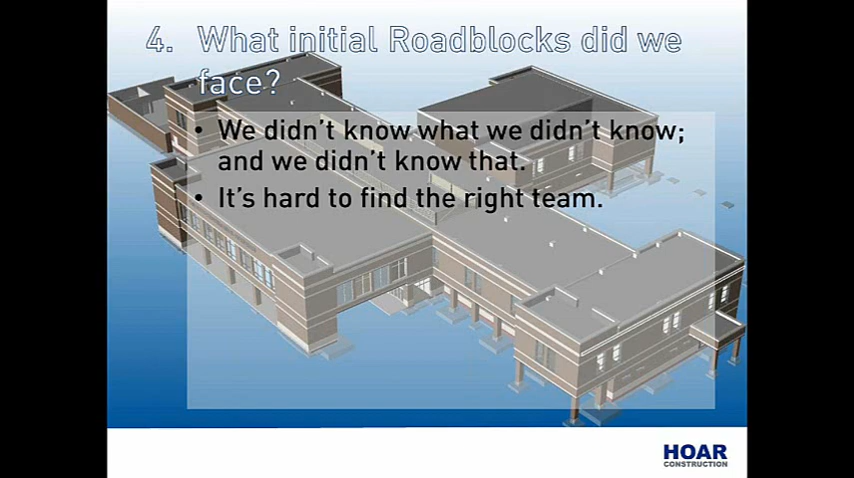 4. What initial Roadblocks did we
face?
• We didn't know what we didn't know;
and we didn't know that.
• It's hard to find the right team.
HOAR
CONSTRUCTION